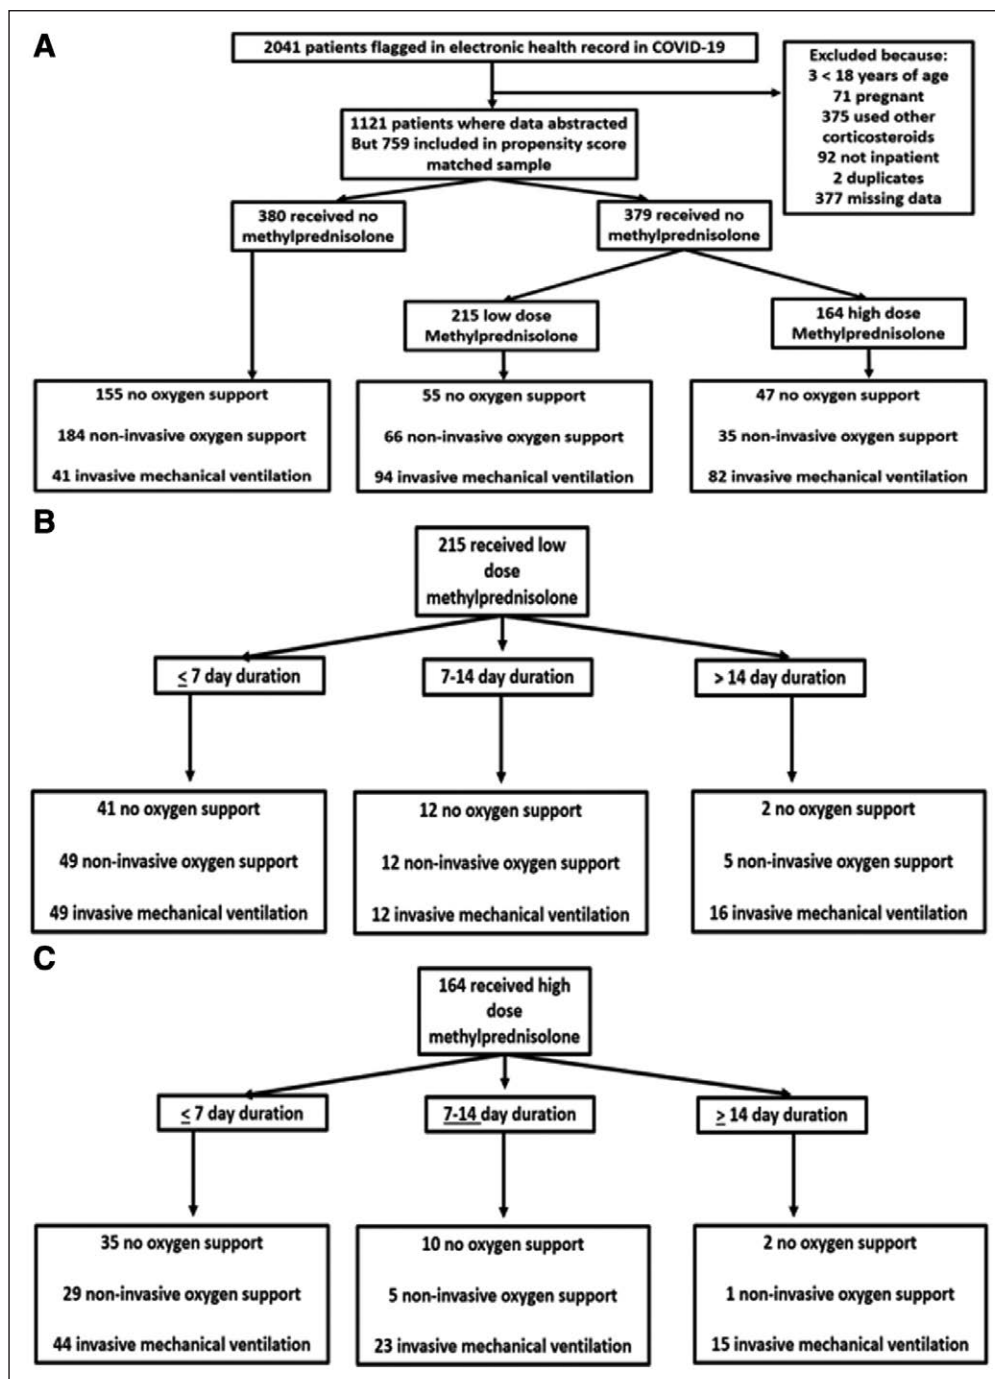 A
2041 patients flagged in electronic health record in COVID-19
Excluded because:
3 < 18 years of age
71 pregnant
375 used other
corticosteroids
92 not inpatient
2 duplicates
377 missing data
1121 patients where data abstracted
But 759 included in propensity score
matched sample
380 received no
methylprednisolone
379 received no
methylprednisolone
215 low dose
Methylprednisolone
164 high dose
Methylprednisolone
155 no oxygen support
184 non-invasive oxygen support
41 invasive mechanical ventilation
55 no oxygen support
66 non-invasive oxygen support
94 invasive mechanical ventilation
47 no oxygen support
35 non-invasive oxygen support
82 invasive mechanical ventilation
B
215 received low
dose
methylprednisolone
≤ 7 day duration
7-14 day duration
> 14 day duration
41 no oxygen support
49 non-invasive oxygen support
49 invasive mechanical ventilation
12 no oxygen support
12 non-invasive oxygen support
12 invasive mechanical ventilation
2 no oxygen support
5 non-invasive oxygen support
16 invasive mechanical ventilation
C
164 received high
dose
methylprednisolone
≤ 7 day duration
7-14 day duration
≥ 14 day duration
35 no oxygen support
29 non-invasive oxygen support
44 invasive mechanical ventilation
10 no oxygen support
5 non-invasive oxygen support
23 invasive mechanical ventilation
2 no oxygen support
1 non-invasive oxygen support
15 invasive mechanical ventilation